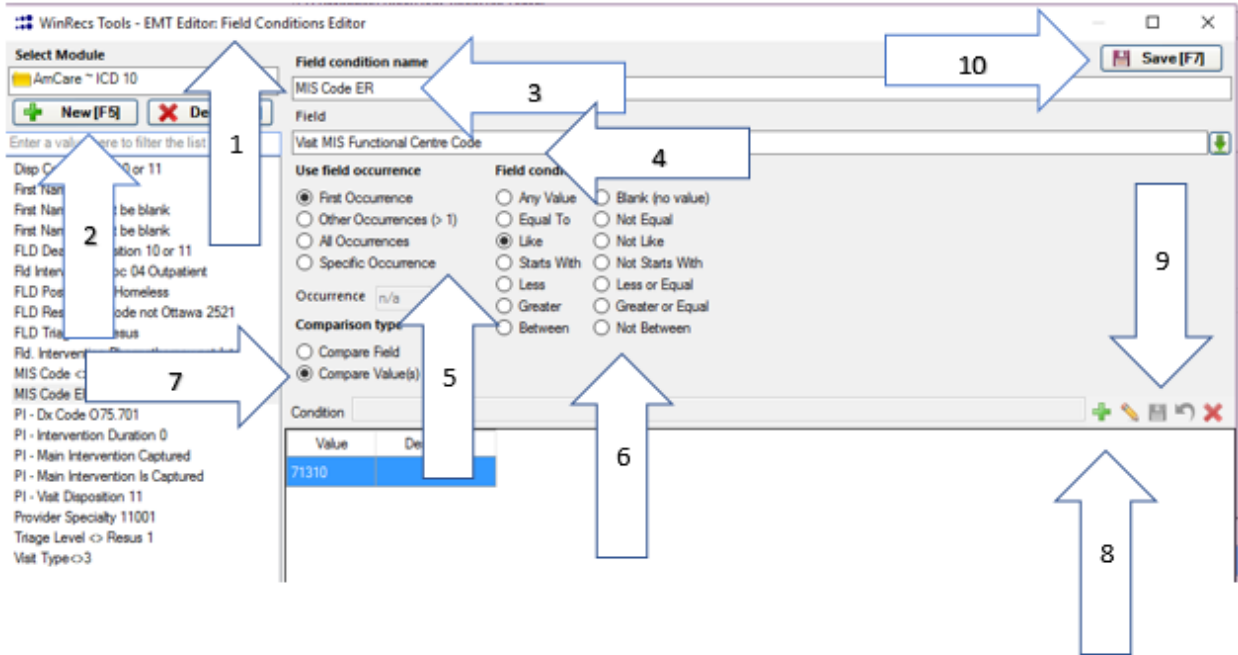 WinRecs Tools - EMT Editor: Field Conditions Editor
Select Module
AmCare ~ ICD 10
New [F5]
De
Enter a val ere to filter the list
Disp C 0 or 11
First Nam
First Nam t be blank
First Nam t be blank
FLD Dea ition 10 or 11
Fld Interv oc 04 Outpatient
FLD Pos Homeless
FLD Res ode not Ottawa 2521
FLD Tria esus
Fld. Interventi
MIS Code <
MIS Code E
PI - Dx Code O75.701
PI - Intervention Duration 0
PI - Main Intervention Captured
PI - Main Intervention Is Captured
PI - Visit Disposition 11
Provider Specialty 11001
Triage Level <> Resus 1
Visit Type<>3
Field condition name
MIS Code ER
Field
Visit MIS Functional Centre Code
Use field occurrence
First Occurrence
Other Occurrences (> 1)
All Occurrences
Specific Occurrence
Occurrence n/a
Comparison type
Compare Field
Compare Value(s)
Field condi
Any Value
Equal To
Like
Starts With
Less
Greater
Between
Blank (no value)
Not Equal
Not Like
Not Starts With
Less or Equal
Greater or Equal
Not Between
Condition
Value De
71310
Save [F7]
1
2
3
4
5
6
7
8
9
10